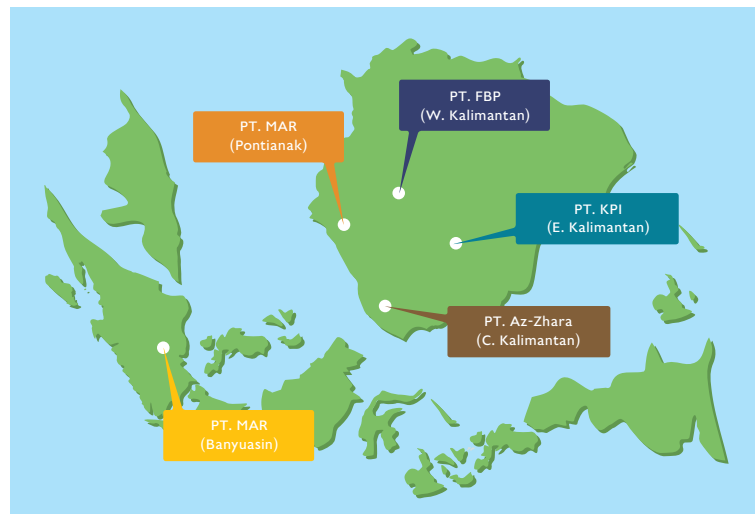 PT. FBP
(W. Kalimantan)
PT. MAR
(Pontianak)
PT. KPI
(E. Kalimantan)
PT. Az-Zhara
(C. Kalimantan)
PT. MAR
(Banyuasin)